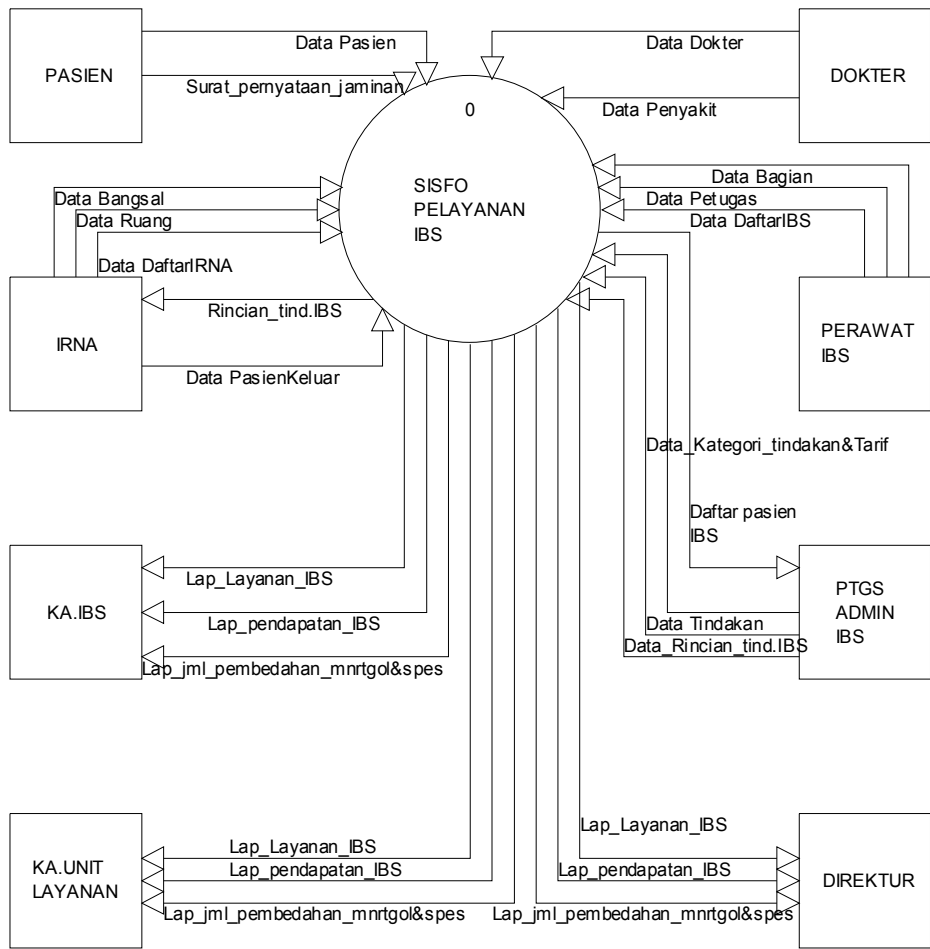 Data Pasien
Data Dokter
PASIEN
DOKTER
Surat_pernyataan_jaminan
0
Data Penyakit
SISFO
PELAYANAN
IBS
Data Bagian
Data Bangsal
Data Petugas
Data Ruang
Data DaftarIBS
Data DaftarIRNA
Rincian_tind.IBS
IRNA
PERAWAT
IBS
Data PasienKeluar
Data_Kategori_tindakan&Tarif
Daftar pasien
IBS
Lap_Layanan_IBS
KA.IBS
PTGS
ADMIN
IBS
Lap_pendapatan_IBS
Data Tindakan
Data_Rincian_tind.IBS
Lap_jml_pembedahan_mnrtgol&spes
Lap_Layanan_IBS
Lap_Layanan_IBS
Lap_pendapatan_IBS
Lap_pendapatan_IBS
KA.UNIT
LAYANAN
DIREKTUR
Lap_jml_pembedahan_mnrtgol&spes
Lap_jml_pembedahan_mnrtgol&spes